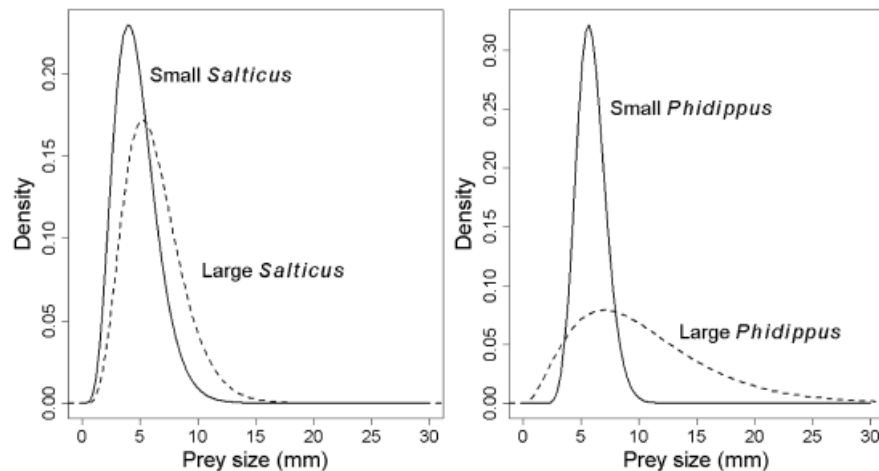 Density
0.00 0.05 0.10 0.15 0.20
Small Salticus
Large Salticus
0 5 10 15 20 25 30
Prey size (mm)
Density
0.00 0.05 0.10 0.15 0.20 0.25 0.30
Small Phidippus
Large Phidippus
0 5 10 15 20 25 30
Prey size (mm)